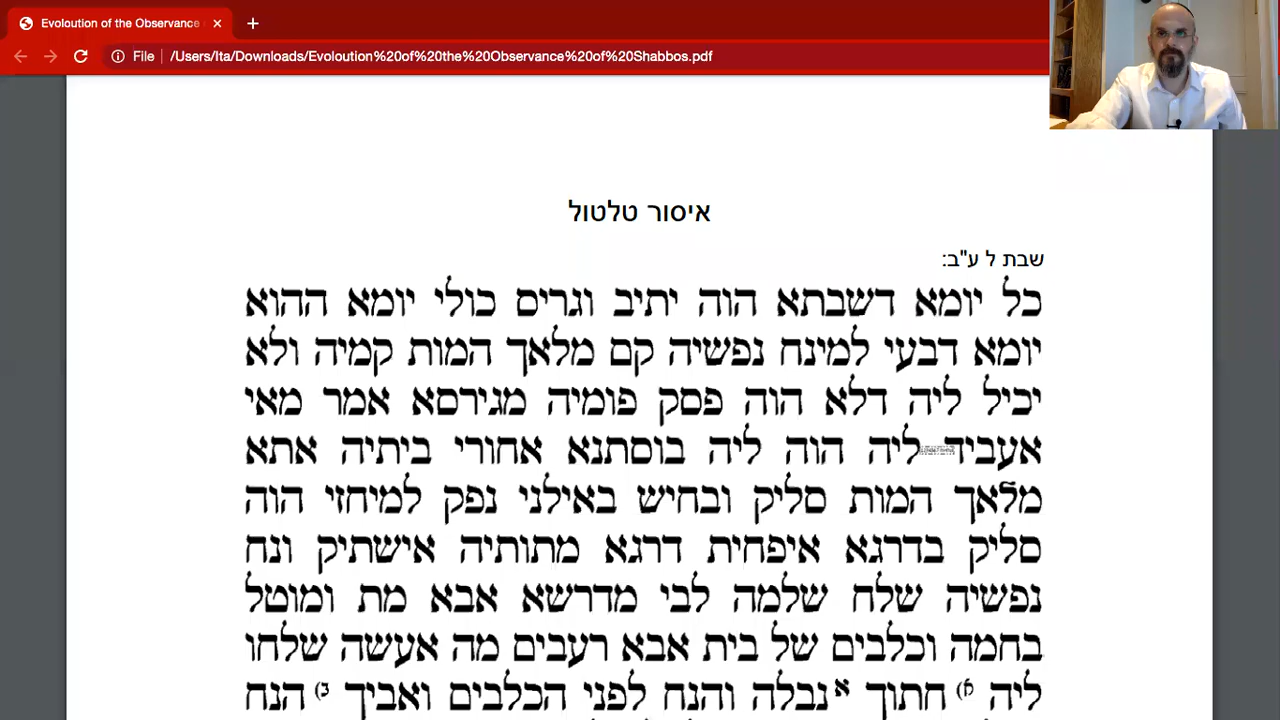 Evoloution of the Observance
File
/Users/Ita/Downloads/Evoloution%20of%20the%20Observance%20of%20Shabbos.pdf
איסור טלטול
שבת ל ע"ב:
כל יומא דשבתא הוה יתיב וגריס כולי יומא ההוא
יומא דבעי למינח נפשיה קם מלאך המות קמיה ולא
יכיל ליה דלא הוה פסק פומיה מגירסא אמר מאי
אעביד ליה הוה ליה בוסתנא אחורי ביתיה אתא
מלאך המות סליק ובחיש באילני נפק למיחזי הוה
סליק בדרגא איפחית דרגא מתותיה אישתיק ונח
נפשיה שלח שלמה לבי מדרשא אבא מת ומוטל
בחמה וכלבים של בית אבא רעבים מה אעשה שלחו
ליה חתוך א נבלה והנח לפני הכלבים ואביך הנח